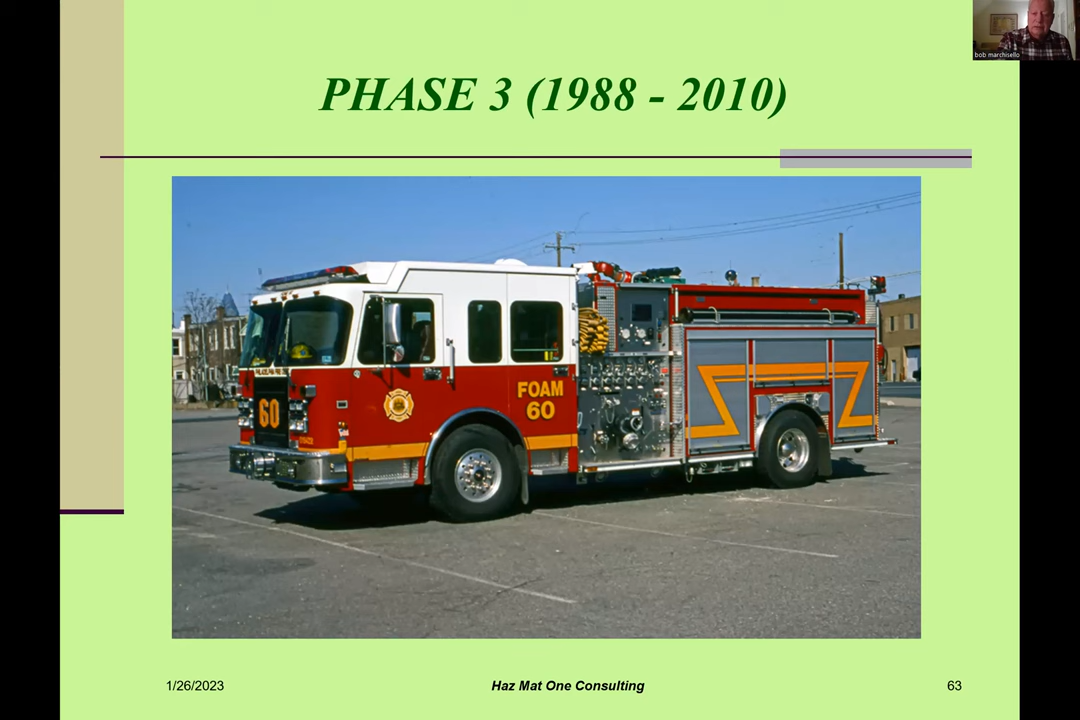 bob marchisello
PHASE 3 (1988 - 2010)
FOAM
60
60
1/26/2023
Haz Mat One Consulting
63